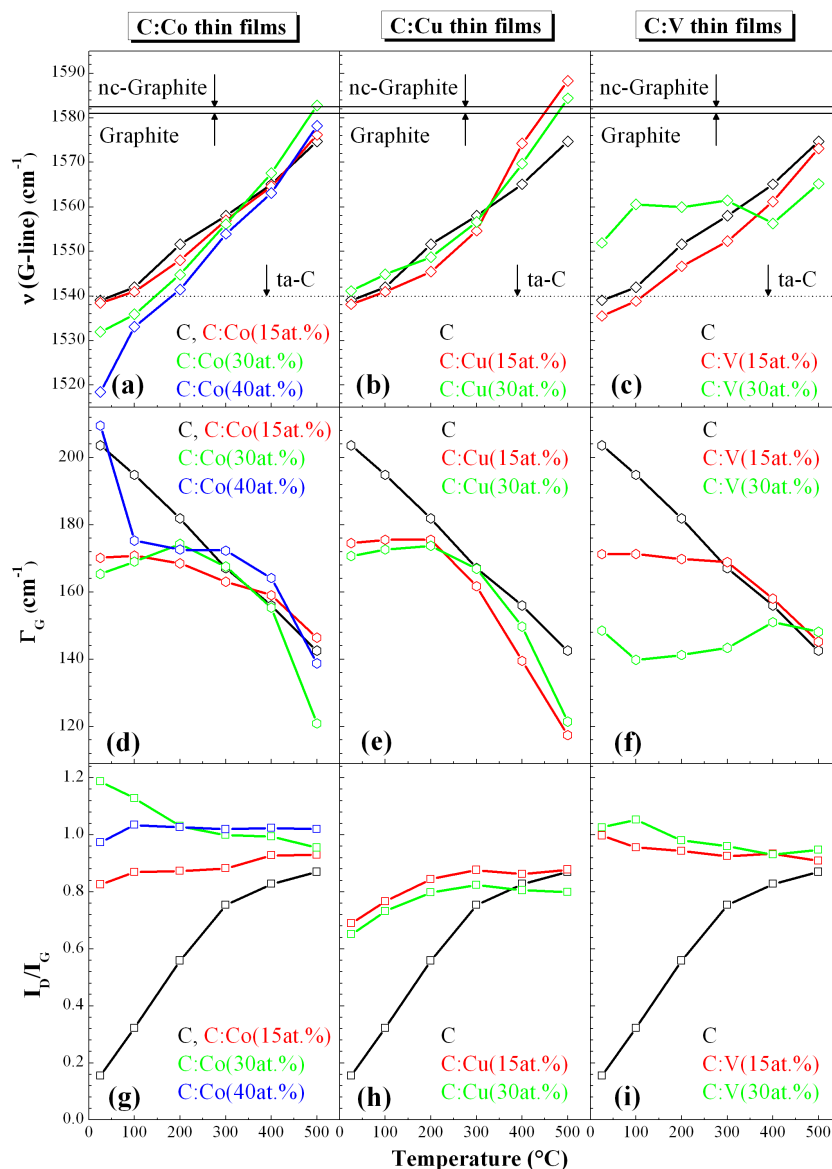 C:Co thin films
C:Cu thin films
C:V thin films
ν (G-line) (cm⁻¹)
1590
1580
1570
1560
1550
1540
1530
1520
nc-Graphite
Graphite
ta-C
C, C:Co(15at.%)
C:Co(30at.%)
C:Co(40at.%)
(a)
nc-Graphite
Graphite
ta-C
C
C:Cu(15at.%)
C:Cu(30at.%)
(b)
nc-Graphite
Graphite
ta-C
C
C:V(15at.%)
C:V(30at.%)
(c)
Γ_G (cm⁻¹)
200
180
160
140
120
C, C:Co(15at.%)
C:Co(30at.%)
C:Co(40at.%)
(d)
C
C:Cu(15at.%)
C:Cu(30at.%)
(e)
C
C:V(15at.%)
C:V(30at.%)
(f)
I_D/I_G
1.2
1.0
0.8
0.6
0.4
0.2
0.0
C, C:Co(15at.%)
C:Co(30at.%)
C:Co(40at.%)
(g)
C
C:Cu(15at.%)
C:Cu(30at.%)
(h)
C
C:V(15at.%)
C:V(30at.%)
(i)
0 100 200 300 400 500
0 100 200 300 400 500
0 100 200 300 400 500
Temperature (°C)